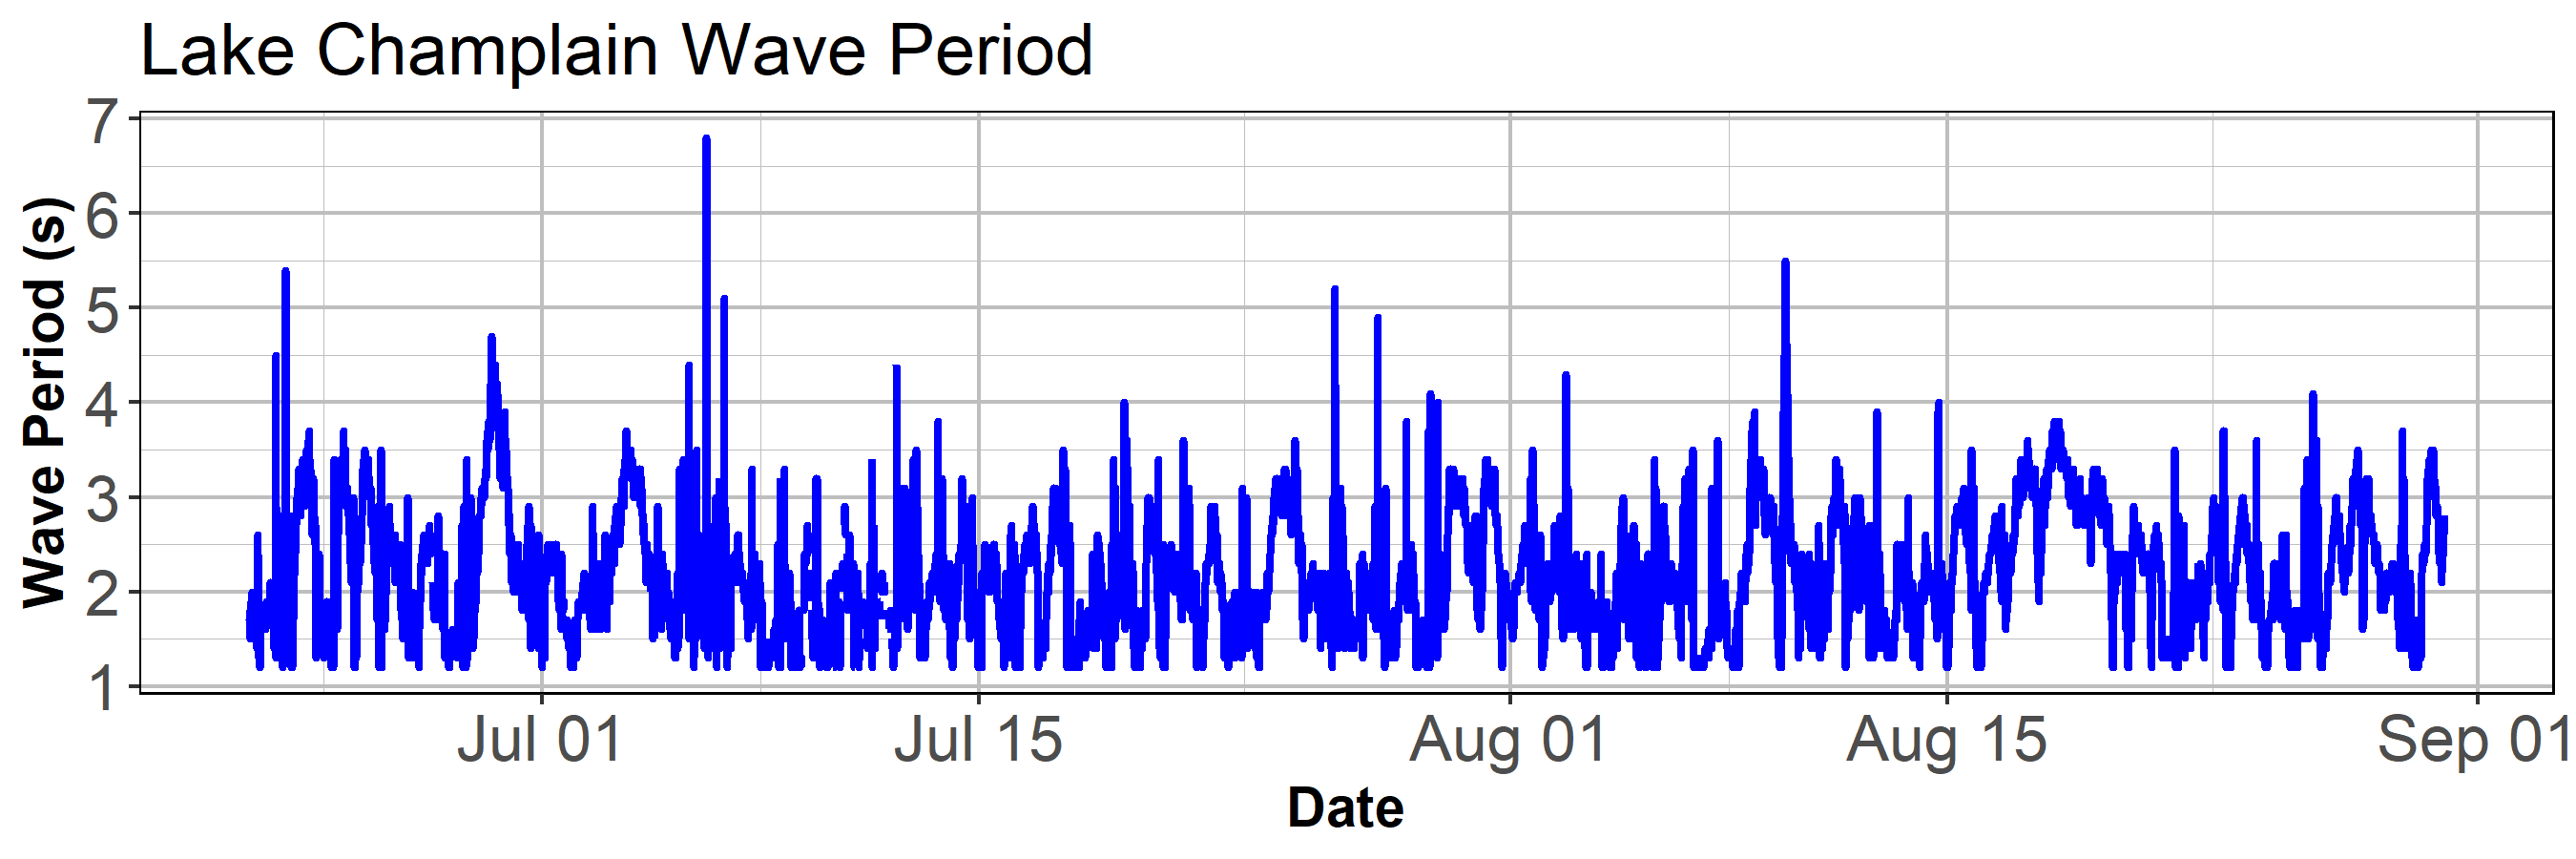 Lake Champlain Wave Period
Wave Period (s)
7
6
5
4
3
2
1
Jul 01
Jul 15
Aug 01
Aug 15
Sep 01
Date